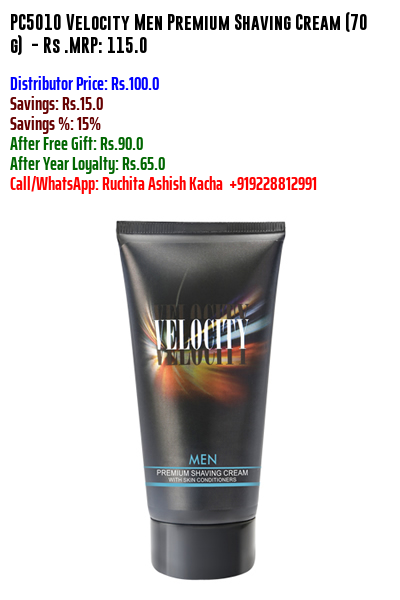 PC5010 Velocity Men Premium Shaving Cream (70
g) - Rs .MRP: 115.0
Distributor Price: Rs.100.0
Savings: Rs.15.0
Savings %: 15%
After Free Gift: Rs.90.0
After Year Loyalty: Rs.65.0
Call/WhatsApp: Ruchita Ashish Kacha +919228812991
VELOCITY
VELOCITY
VELOCITY
MEN
PREMIUM SHAVING CREAM
WITH SKIN CONDITIONERS